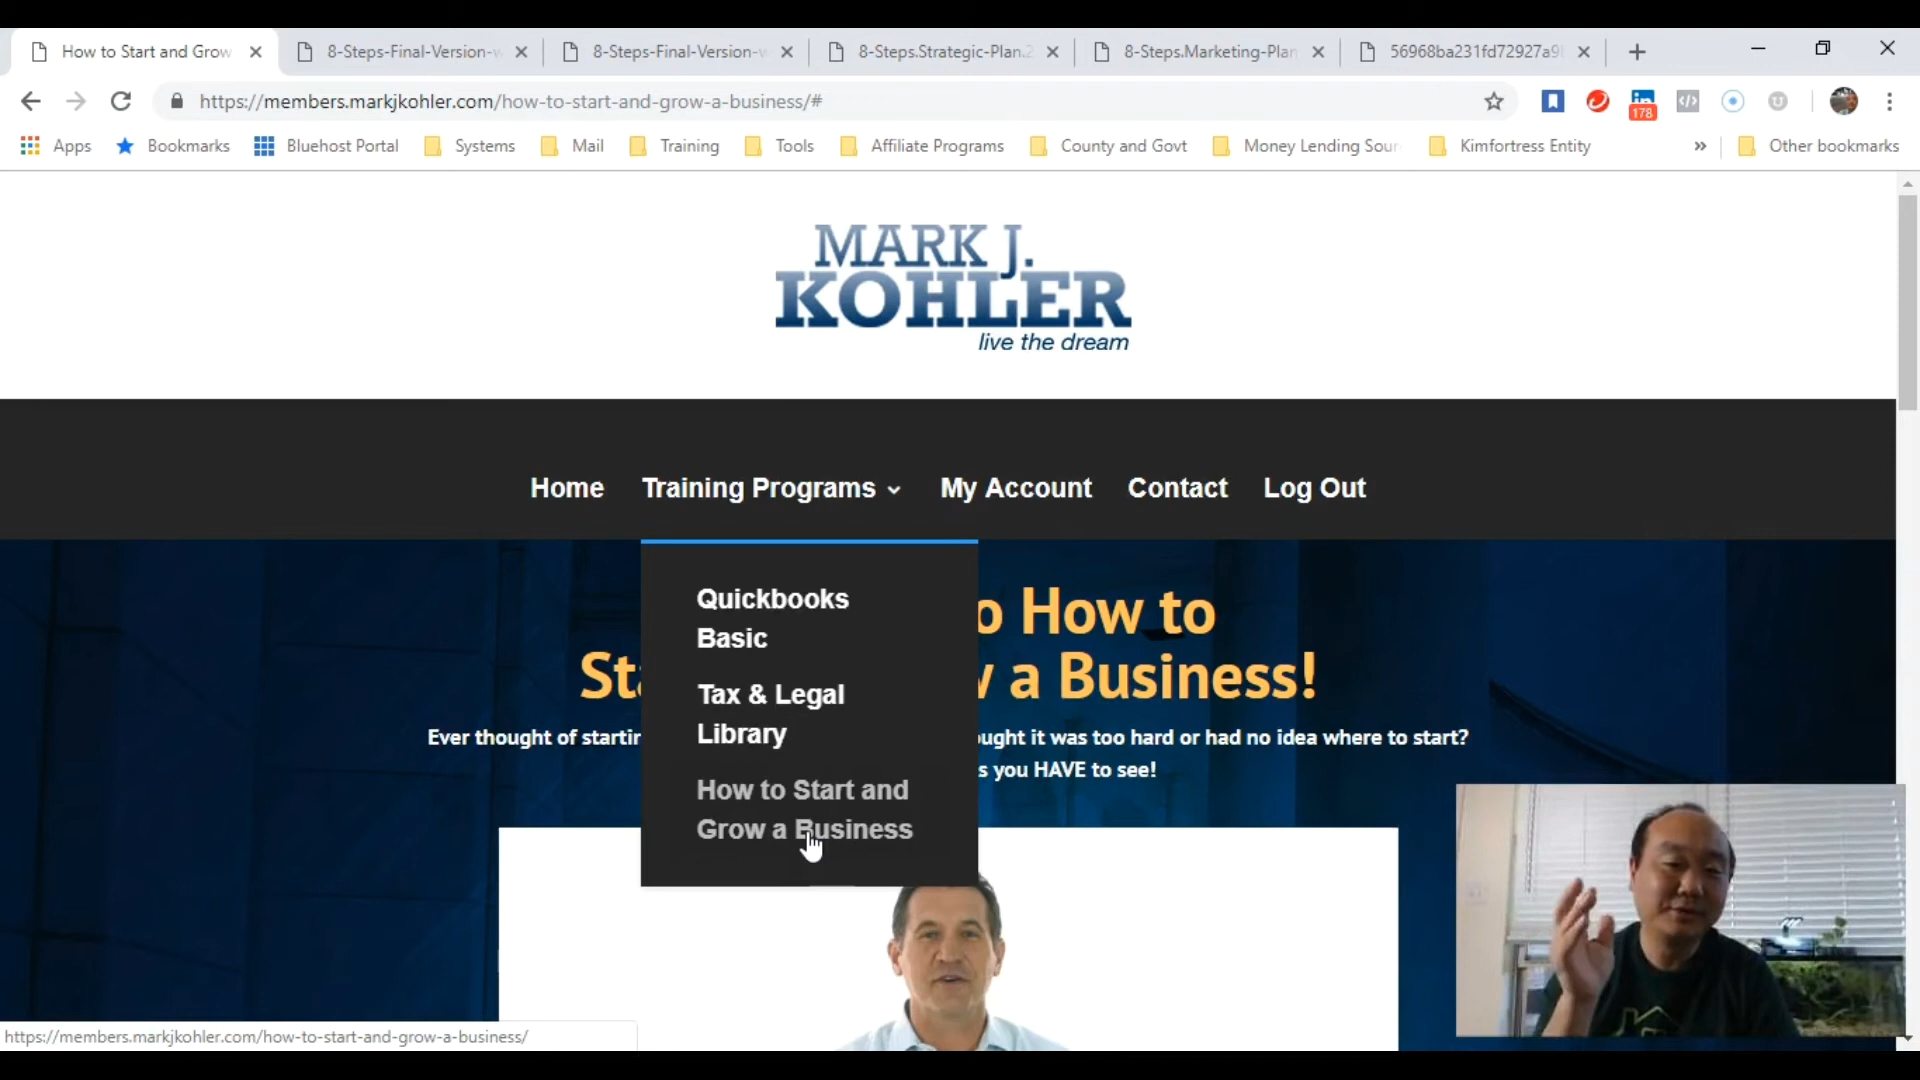 How to Start and Grow
8-Steps-Final-Version-
8-Steps-Final-Version-
8-Steps.Strategic-Plan.
8-Steps.Marketing-Plan
56968ba231fd72927a9
https://members.markjkohler.com/how-to-start-and-grow-a-business/#
178
Apps
Bookmarks
Bluehost Portal
Systems
Mail
Training
Tools
Affiliate Programs
County and Govt
Money Lending Sour
Kimfortress Entity
»
Other bookmarks
MARK J.
KOHLER
live the dream
Home
Training Programs
My Account
Contact
Log Out
Quickbooks
Basic
Tax & Legal
Library
How to Start and
Grow a Business
o How to
a Business!
Ever thought of
it was too hard or had no idea where to start?
you HAVE to see!
https://members.markjkohler.com/how-to-start-and-grow-a-business/